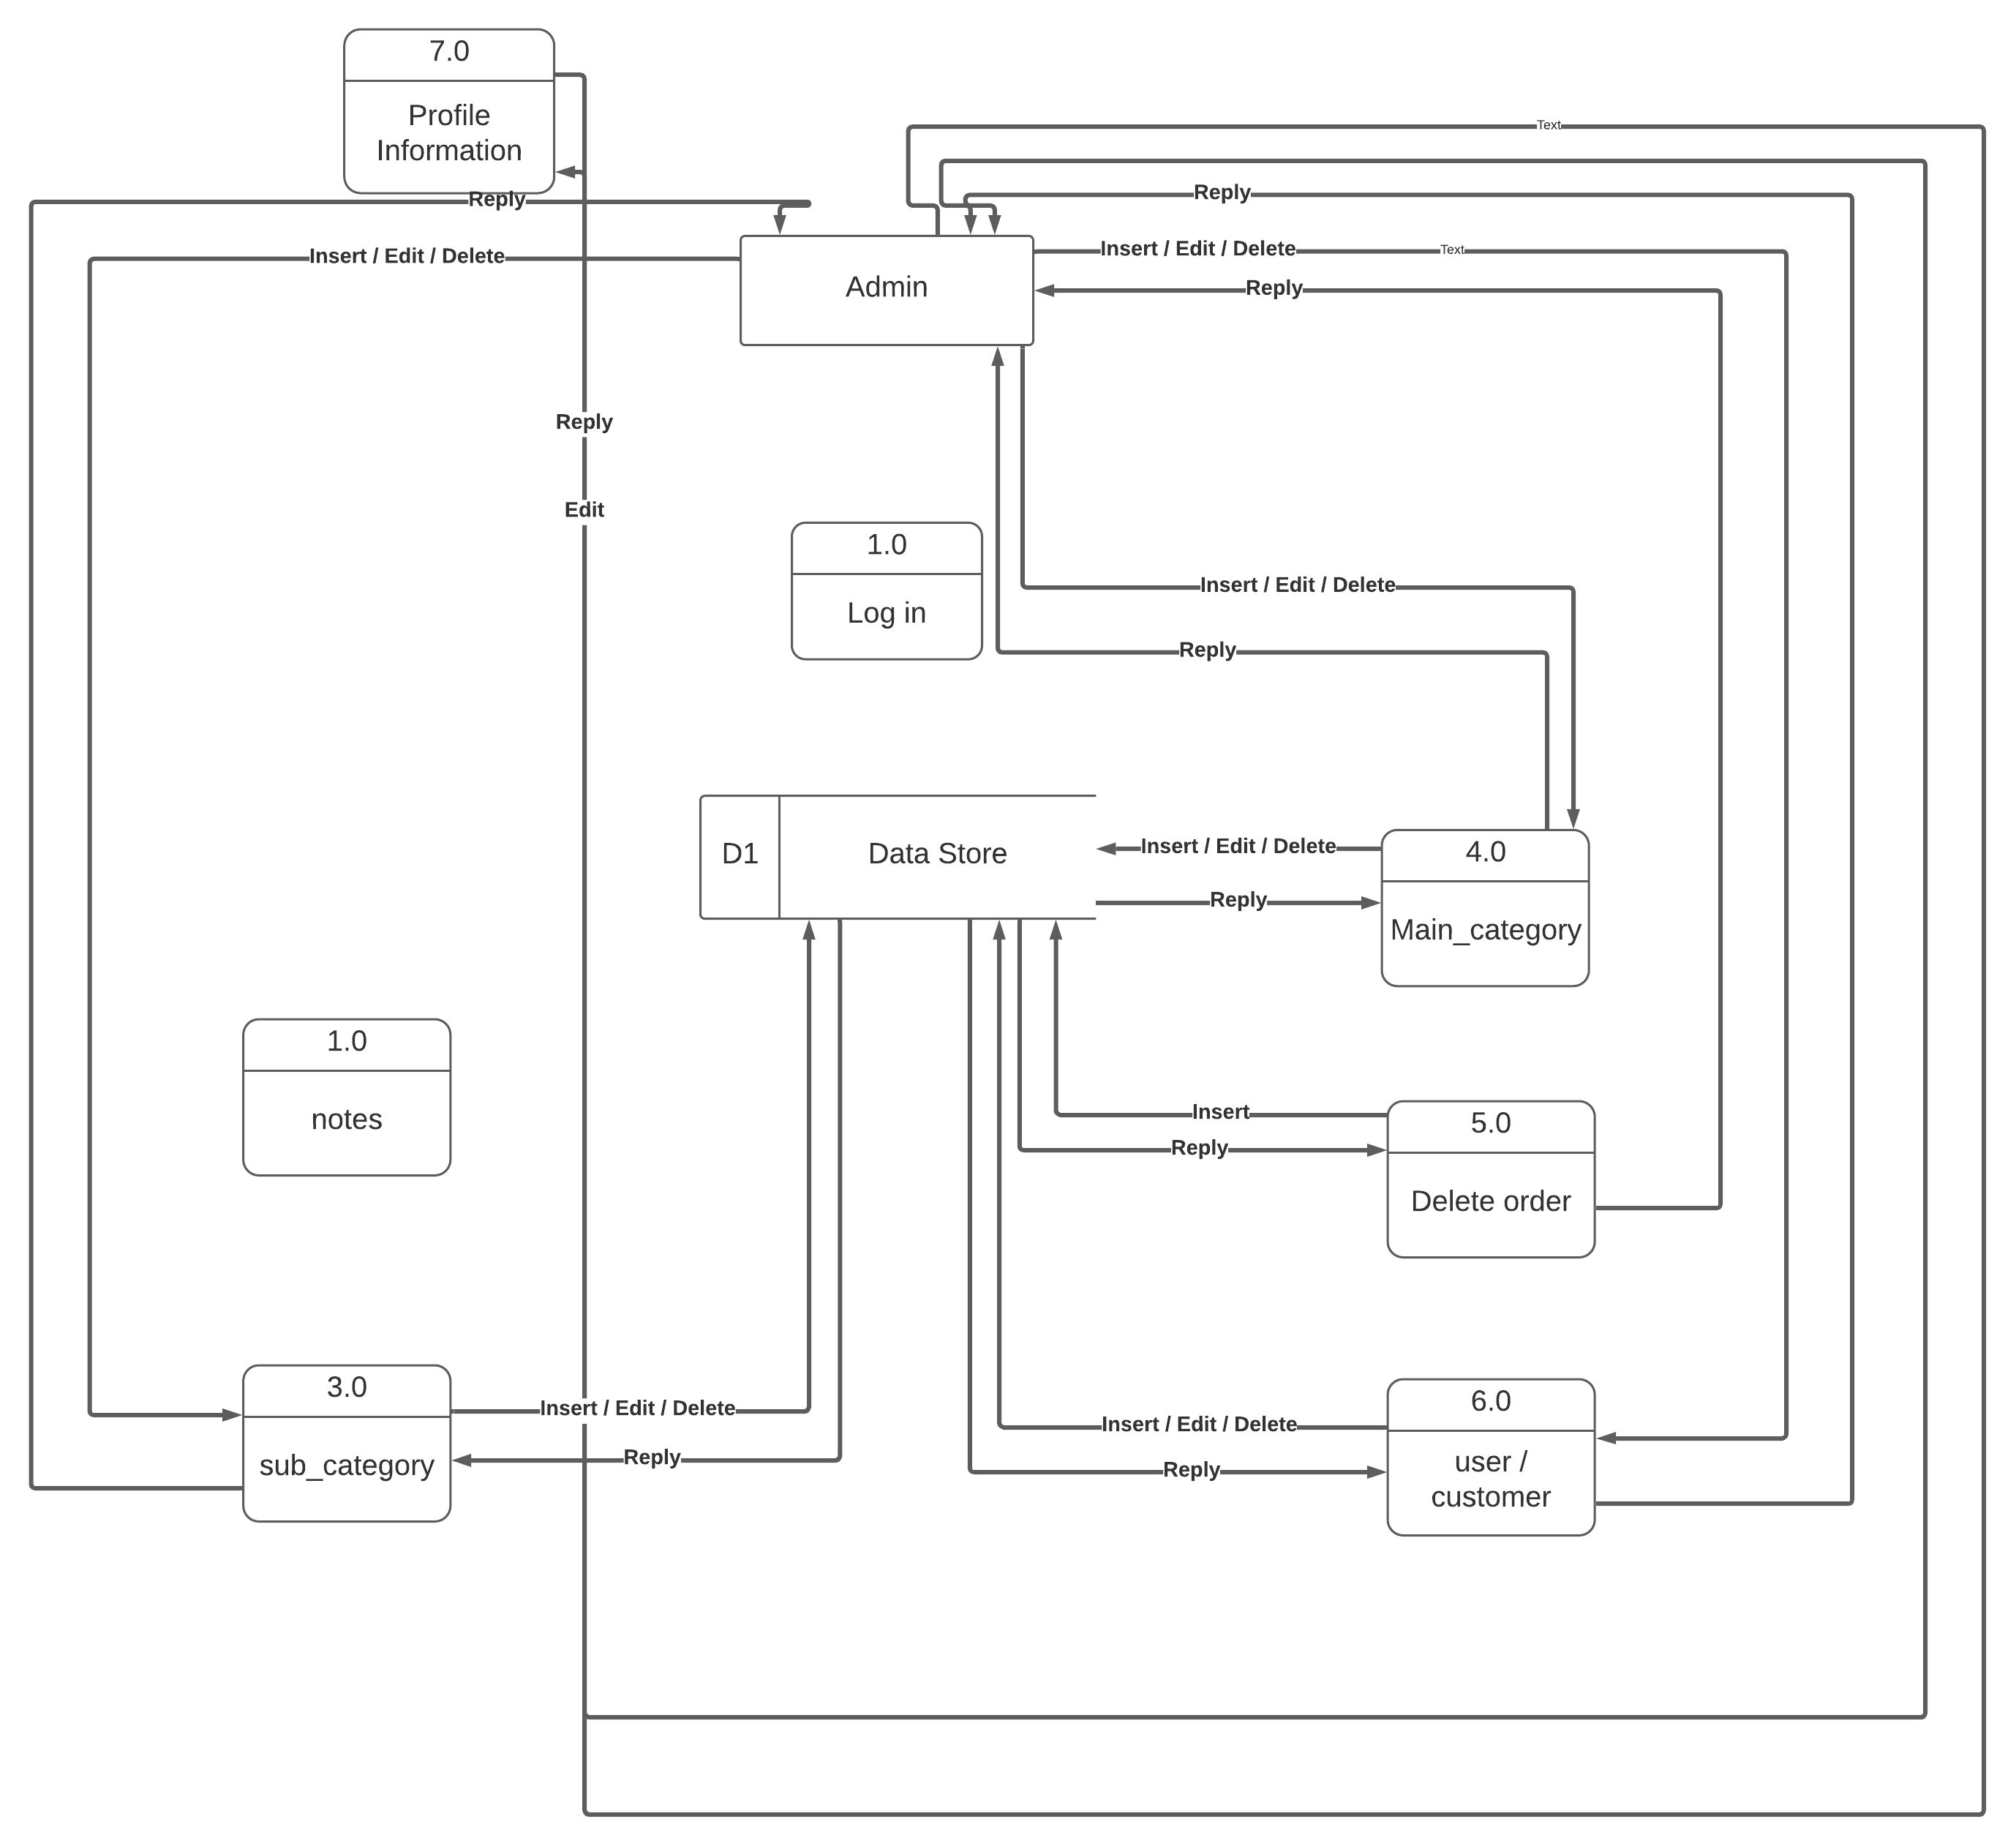 7.0
Profile
Information
Text
Reply
Reply
Insert / Edit / Delete
Insert / Edit / Delete
Text
Admin
Reply
Reply
Edit
1.0
Log in
Insert / Edit / Delete
Reply
D1
Data Store
Insert / Edit / Delete
Reply
4.0
Main_category
1.0
notes
Insert
Reply
5.0
Delete order
3.0
sub_category
Insert / Edit / Delete
Reply
Insert / Edit / Delete
Reply
6.0
user /
customer